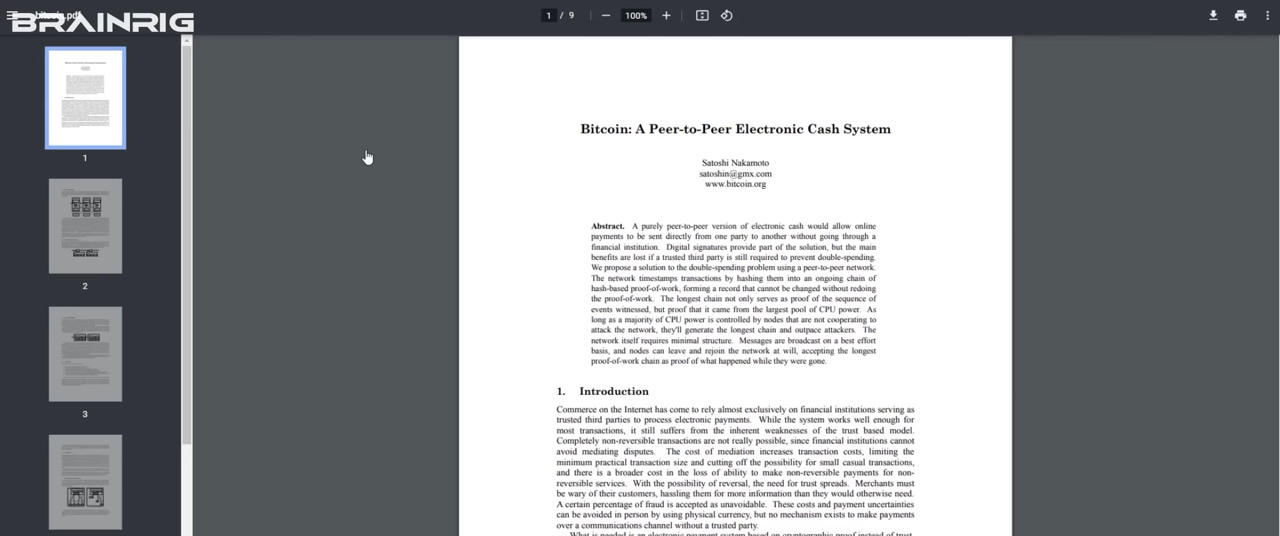 BRAINRIG
bitcoin.pdf
1 / 9
100%
1
2
3
Bitcoin: A Peer-to-Peer Electronic Cash System
Satoshi Nakamoto
satoshin@gmx.com
www.bitcoin.org
Abstract. A purely peer-to-peer version of electronic cash would allow online
payments to be sent directly from one party to another without going through a
financial institution. Digital signatures provide part of the solution, but the main
benefits are lost if a trusted third party is still required to prevent double-spending.
We propose a solution to the double-spending problem using a peer-to-peer network.
The network timestamps transactions by hashing them into an ongoing chain of
hash-based proof-of-work, forming a record that cannot be changed without redoing
the proof-of-work. The longest chain not only serves as proof of the sequence of
events witnessed, but proof that it came from the largest pool of CPU power. As
long as a majority of CPU power is controlled by nodes that are not cooperating to
attack the network, they'll generate the longest chain and outpace attackers. The
network itself requires minimal structure. Messages are broadcast on a best effort
basis, and nodes can leave and rejoin the network at will, accepting the longest
proof-of-work chain as proof of what happened while they were gone.
1. Introduction
Commerce on the Internet has come to rely almost exclusively on financial institutions serving as
trusted third parties to process electronic payments. While the system works well enough for
most transactions, it still suffers from the inherent weaknesses of the trust based model.
Completely non-reversible transactions are not really possible, since financial institutions cannot
avoid mediating disputes. The cost of mediation increases transaction costs, limiting the
minimum practical transaction size and cutting off the possibility for small casual transactions,
and there is a broader cost in the loss of ability to make non-reversible payments for non-
reversible services. With the possibility of reversal, the need for trust spreads. Merchants must
be wary of their customers, hassling them for more information than they would otherwise need.
A certain percentage of fraud is accepted as unavoidable. These costs and payment uncertainties
can be avoided in person by using physical currency, but no mechanism exists to make payments
over a communications channel without a trusted party.
What is needed is an electronic payment system based on cryptographic proof instead of trust,